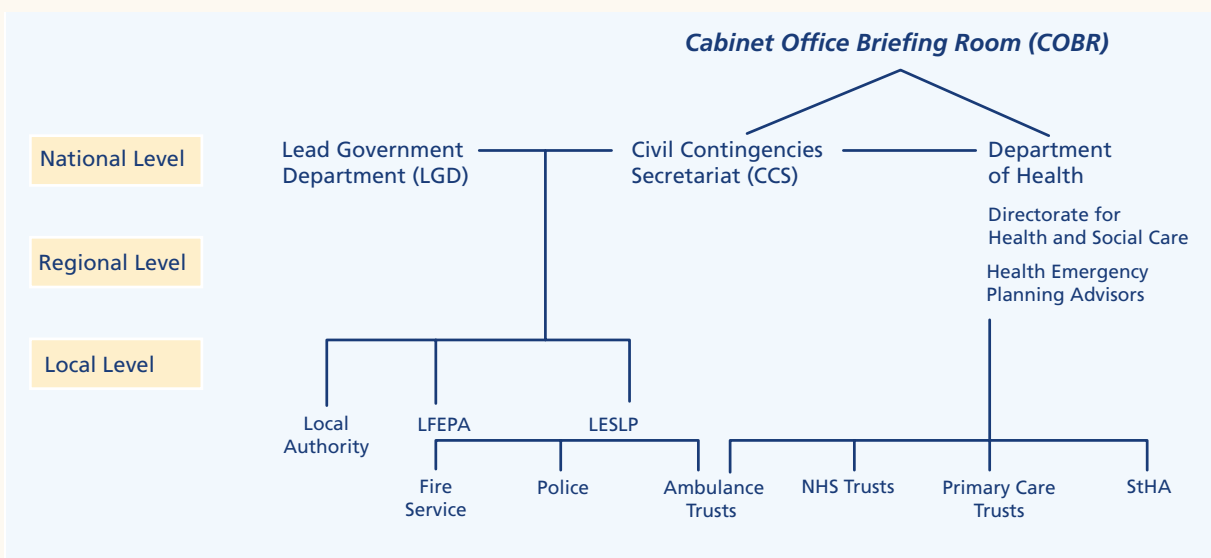 Cabinet Office Briefing Room (COBR)
National Level
Lead Government
Department (LGD)
Civil Contingencies
Secretariat (CCS)
Department
of Health
Directorate for
Health and Social Care
Regional Level
Health Emergency
Planning Advisors
Local Level
Local
Authority
LFEPA
LESLP
Fire
Service
Police
Ambulance
Trusts
NHS Trusts
Primary Care
Trusts
StHA